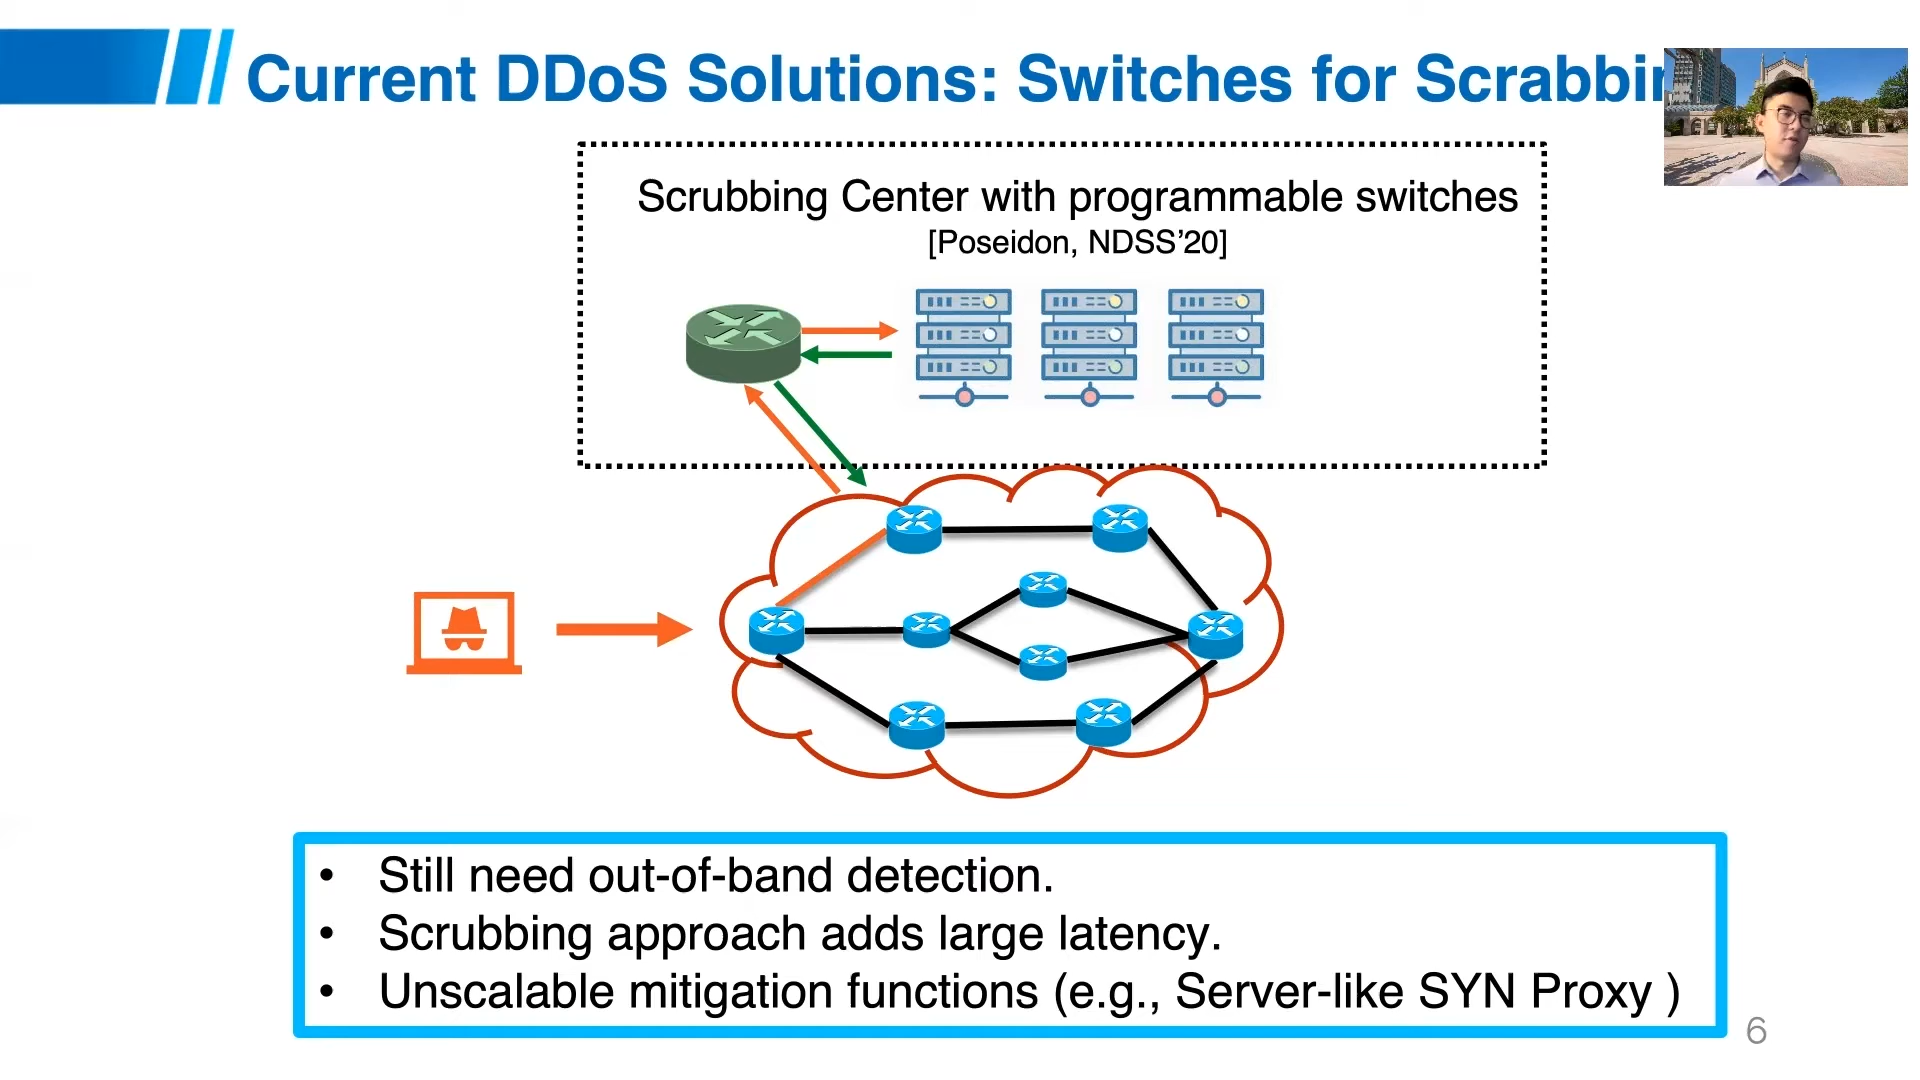 Current DDoS Solutions: Switches for Scrabbin
Scrubbing Center with programmable switches
[Poseidon, NDSS’20]
• Still need out-of-band detection.
• Scrubbing approach adds large latency.
• Unscalable mitigation functions (e.g., Server-like SYN Proxy )
6